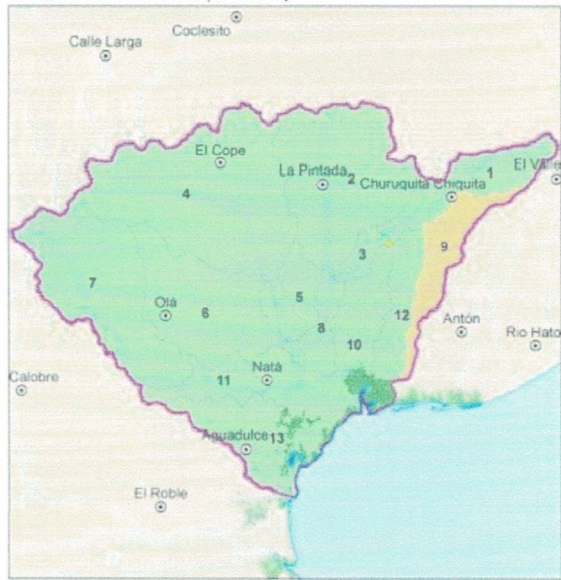 Coclesito
Calle Larga
El Cope
La Pintada
2
1
El Valle
Churuquita Chiquita
4
9
3
7
5
Olá
6
12
8
Antón
10
Rio Hato
11
Natá
Calobre
Aguadulce
13
El Roble